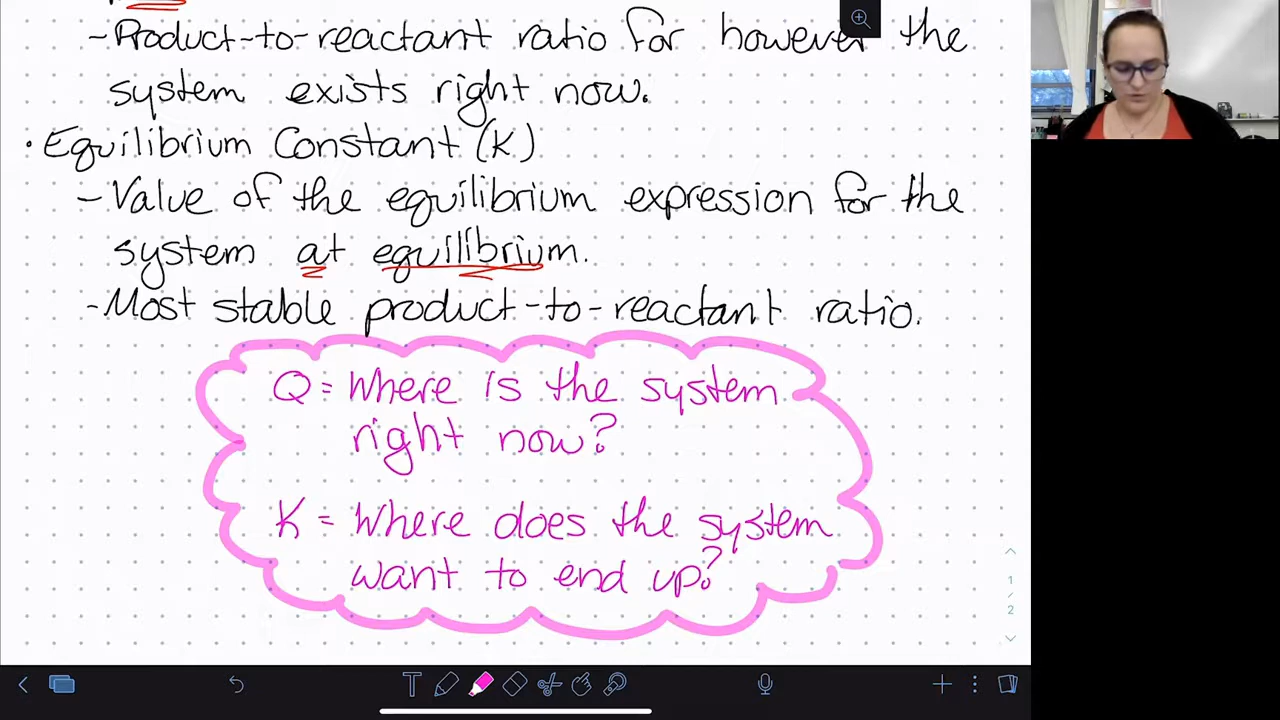 - Product-to-reactant ratio for however the
system exists right now.
• Equilibrium Constant (K)
- Value of the equilibrium expression for the
system at equilibrium.
- Most stable product-to-reactant ratio.
Q = Where is the system
right now?
K = Where does the system
want to end up?
1
/
2
T